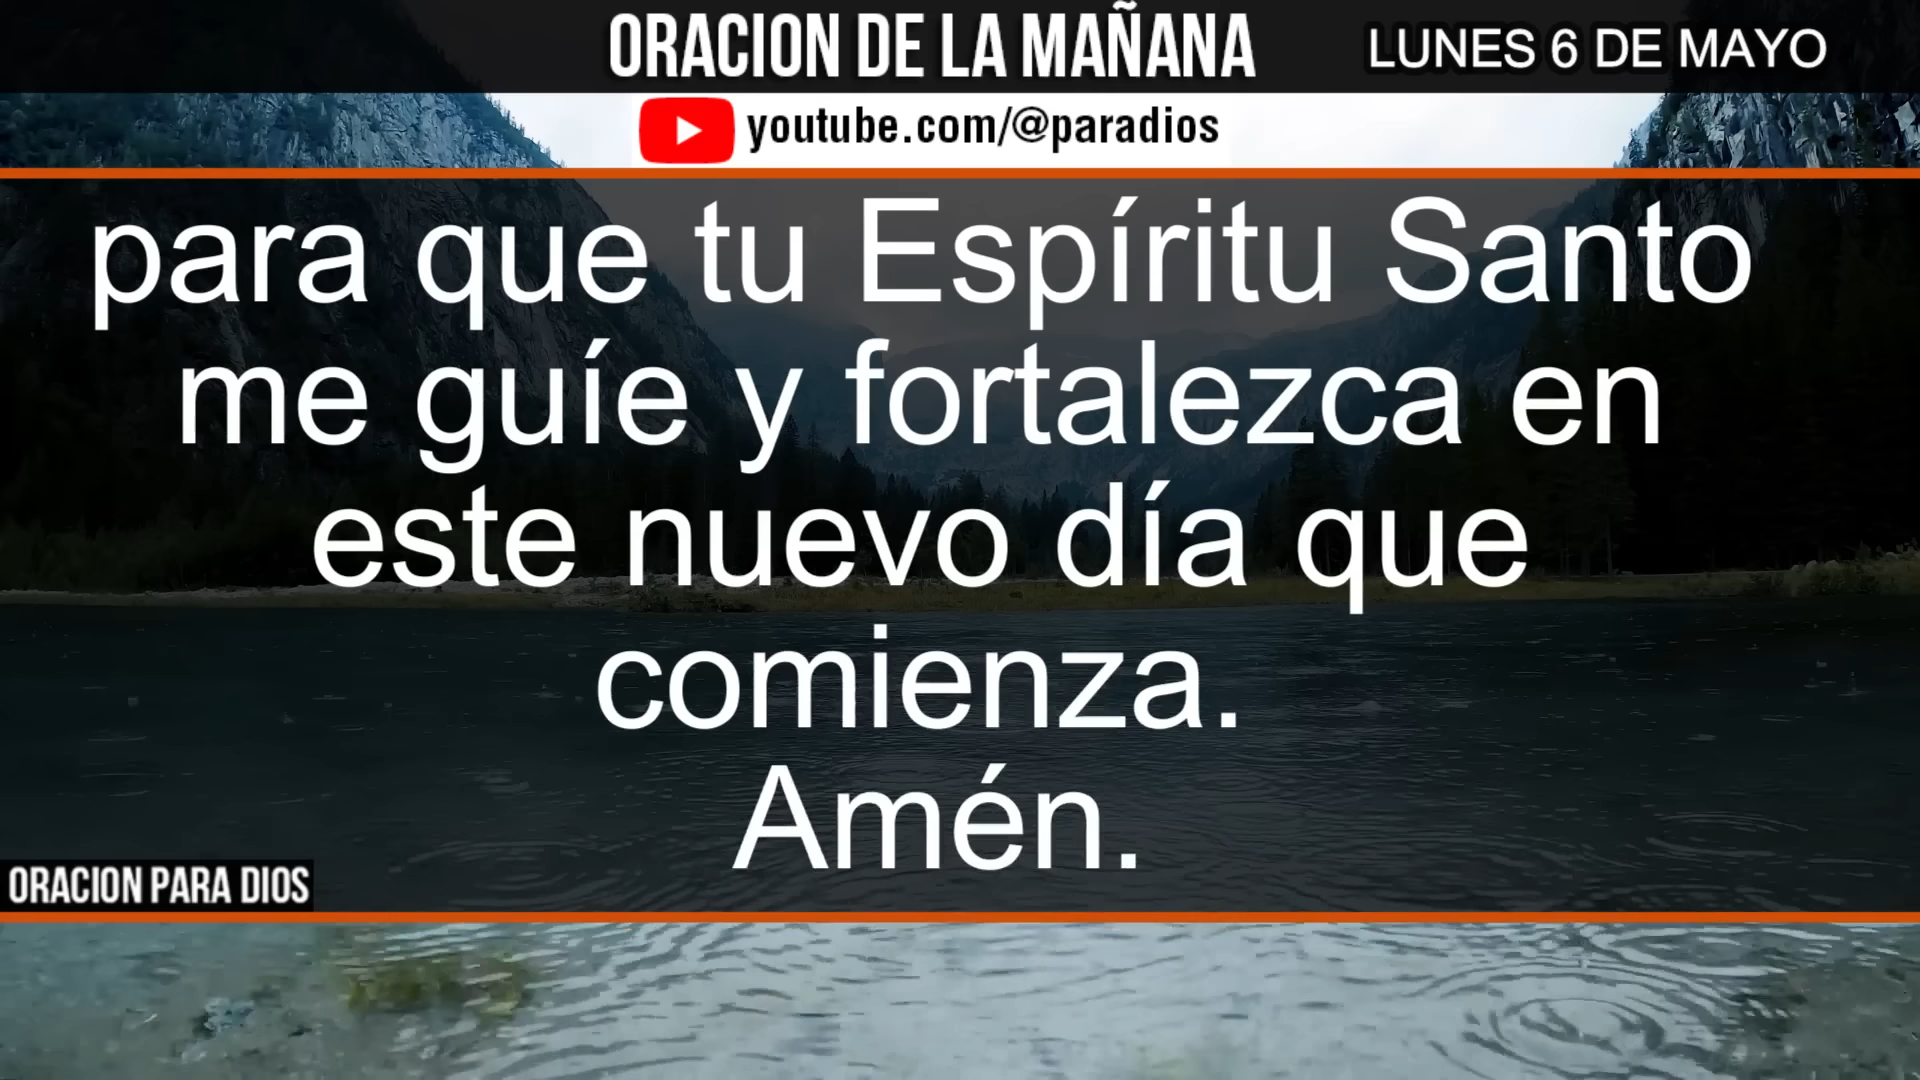 ORACION DE LA MAÑANA
LUNES 6 DE MAYO
youtube.com/@paradios
para que tu Espíritu Santo
me guíe y fortalezca en
este nuevo día que
comienza.
Amén.
ORACION PARA DIOS